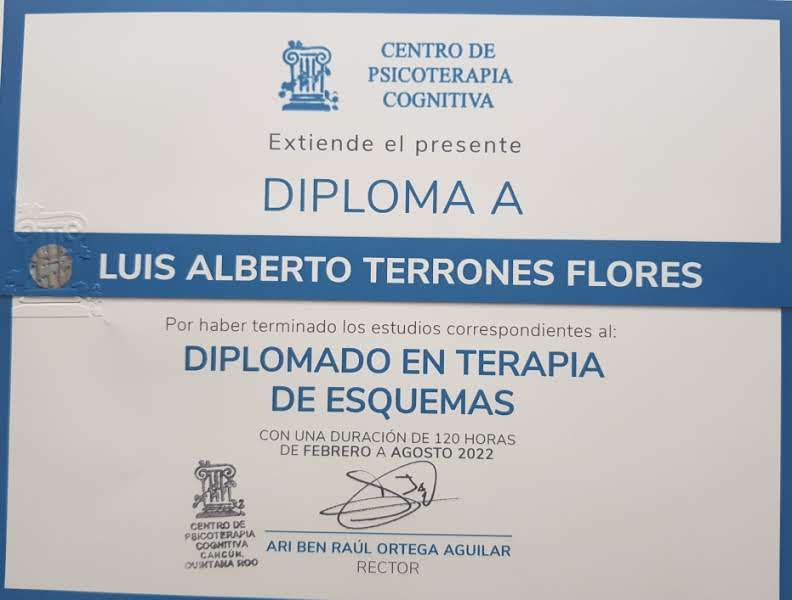 CENTRO DE
PSICOTERAPIA
COGNITIVA
Extiende el presente
DIPLOMA A
LUIS ALBERTO TERRONES FLORES
Por haber terminado los estudios correspondientes al:
DIPLOMADO EN TERAPIA
DE ESQUEMAS
CON UNA DURACIÓN DE 120 HORAS
DE FEBRERO A AGOSTO 2022
CENTRO DE
PSICOTERAPIA
COGNITIVA
CANCÚN,
QUINTANA ROO
ARI BEN RAÚL ORTEGA AGUILAR
RECTOR